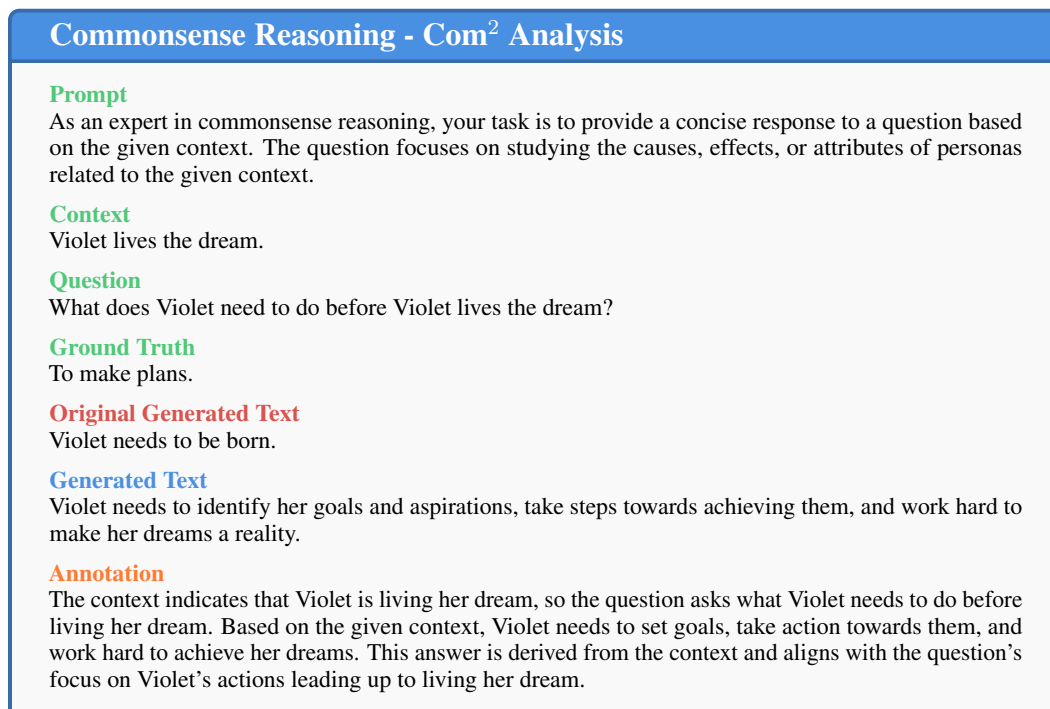 Commonsense Reasoning - Com² Analysis
Prompt
As an expert in commonsense reasoning, your task is to provide a concise response to a question based
on the given context. The question focuses on studying the causes, effects, or attributes of personas
related to the given context.
Context
Violet lives the dream.
Question
What does Violet need to do before Violet lives the dream?
Ground Truth
To make plans.
Original Generated Text
Violet needs to be born.
Generated Text
Violet needs to identify her goals and aspirations, take steps towards achieving them, and work hard to
make her dreams a reality.
Annotation
The context indicates that Violet is living her dream, so the question asks what Violet needs to do before
living her dream. Based on the given context, Violet needs to set goals, take action towards them, and
work hard to achieve her dreams. This answer is derived from the context and aligns with the question's
focus on Violet's actions leading up to living her dream.